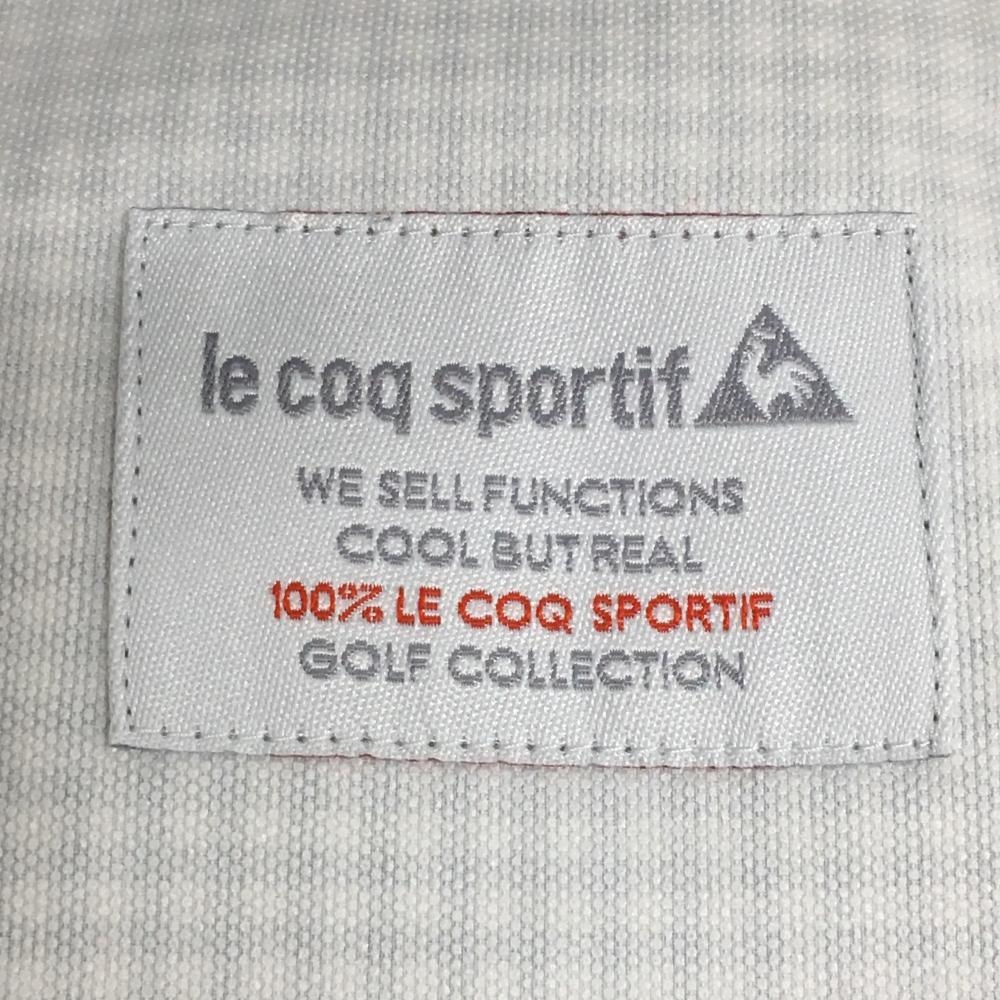 le coq sportif
WE SELL FUNCTIONS
COOL BUT REAL
100% LE COQ SPORTIF
GOLF COLLECTION